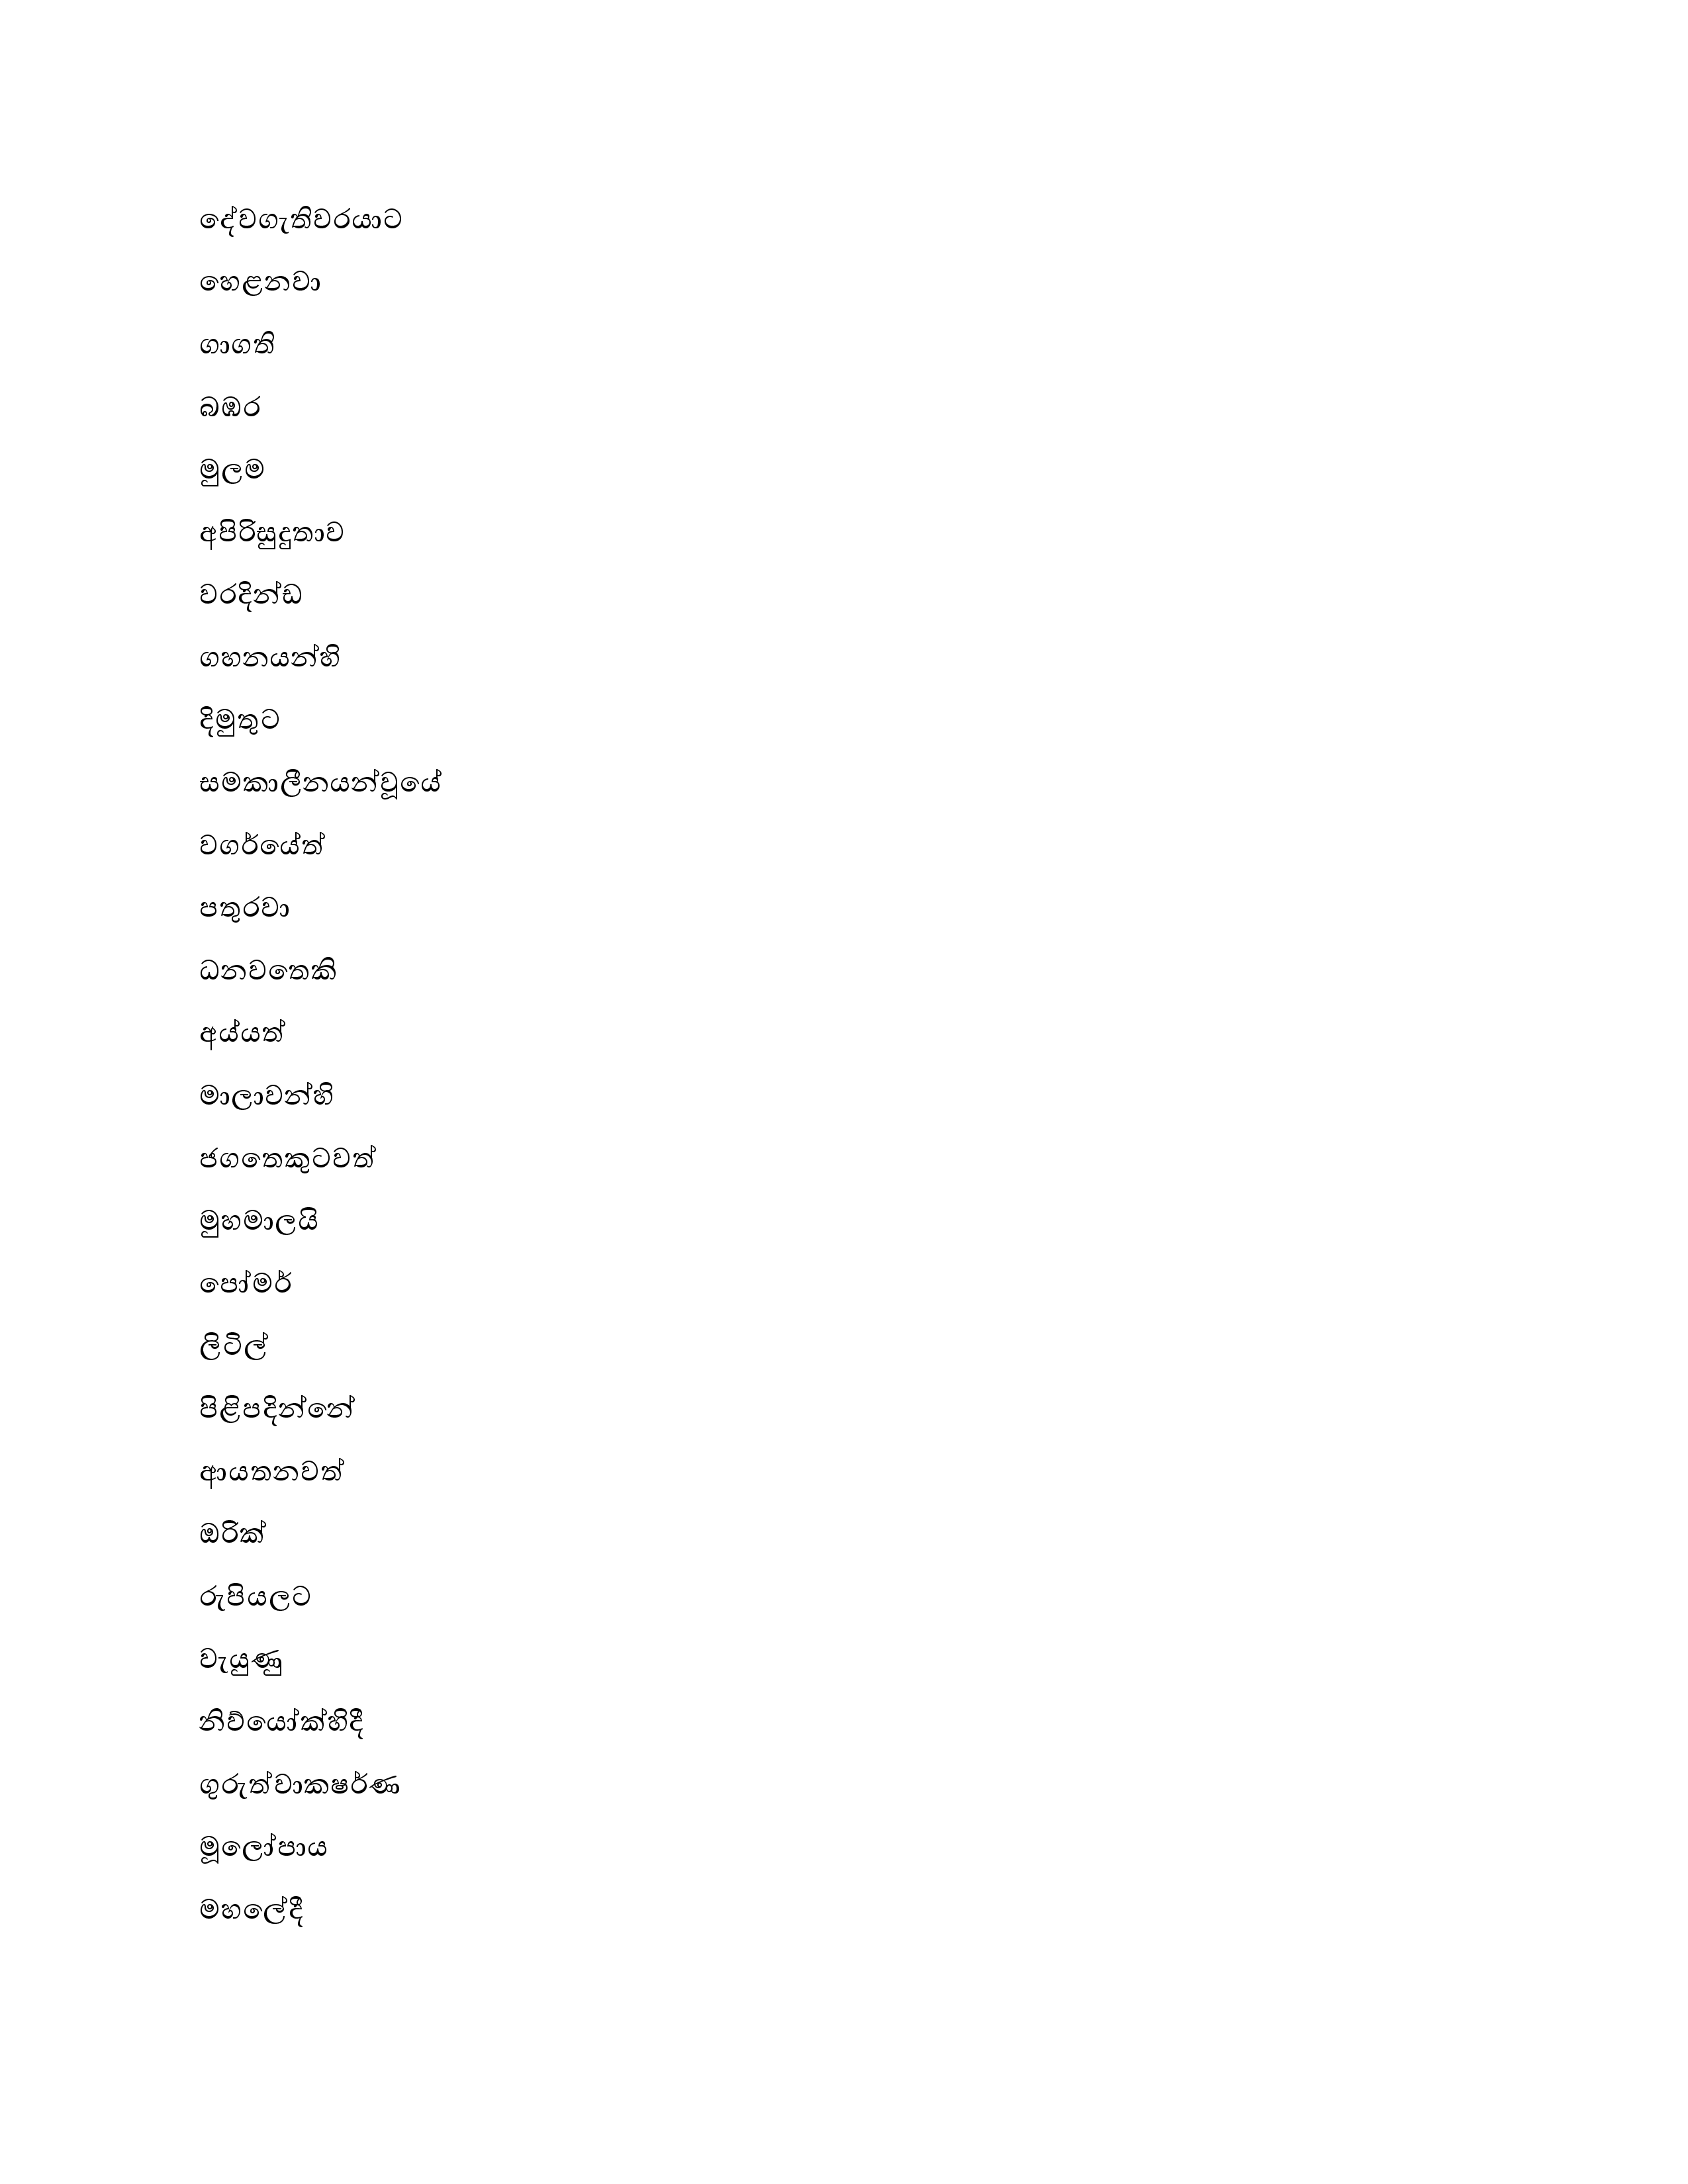 දේවගැතිවරයාට
හෙළනවා
ගාගති
බඹර
මුලම
අපිරිසුදුතාව
වරදින්ඩ
ගහනයන්හි
දිමුතුට
සමකාලීනයන්වූයේ
වගර්යේත්
පතුරවා
ධනවතෙකි
අය්යත්
මාලාවන්හි
ජගතෙකුටවත්
මුහමාලයි
පෝමර්
ලිටිල්
පිළිපදින්නේ
ආයතනවත්
ඔරික්
රුපියලට
වැයුණු
නිව්යෝක්හිදී
ගුරුත්වාකෂර්ණ
මූලෝපාය
මහලේදී